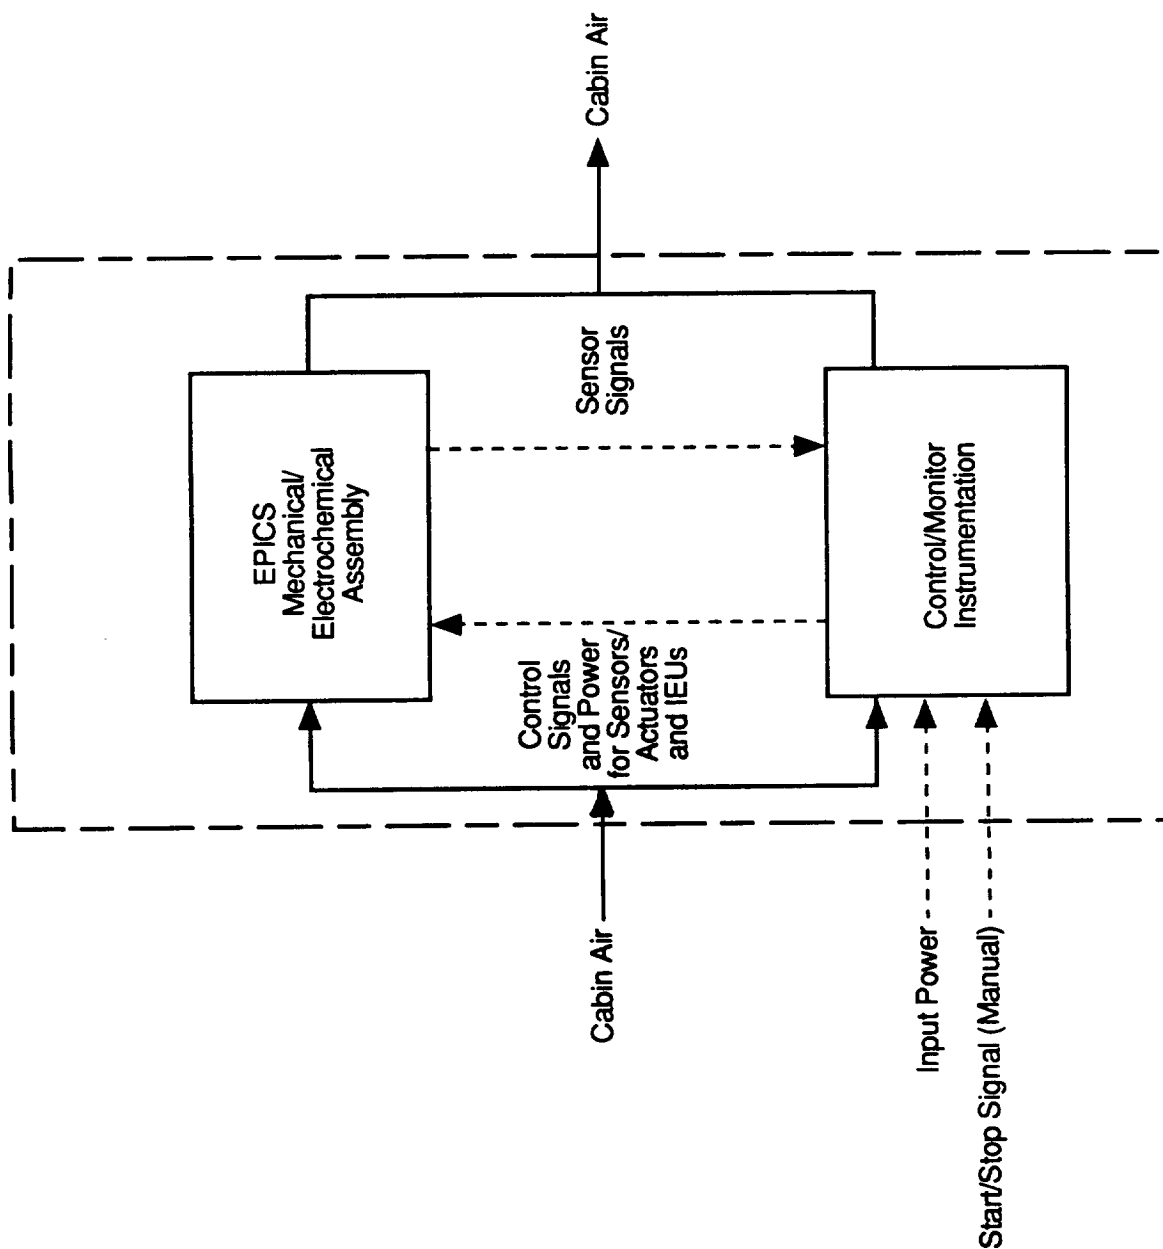 Cabin Air
Input Power
Start/Stop Signal (Manual)
EPICS
Mechanical/
Electrochemical
Assembly
Control
Signals
and Power
for Sensors/
Actuators
and IEUs
Sensor
Signals
Control/Monitor
Instrumentation
Cabin Air